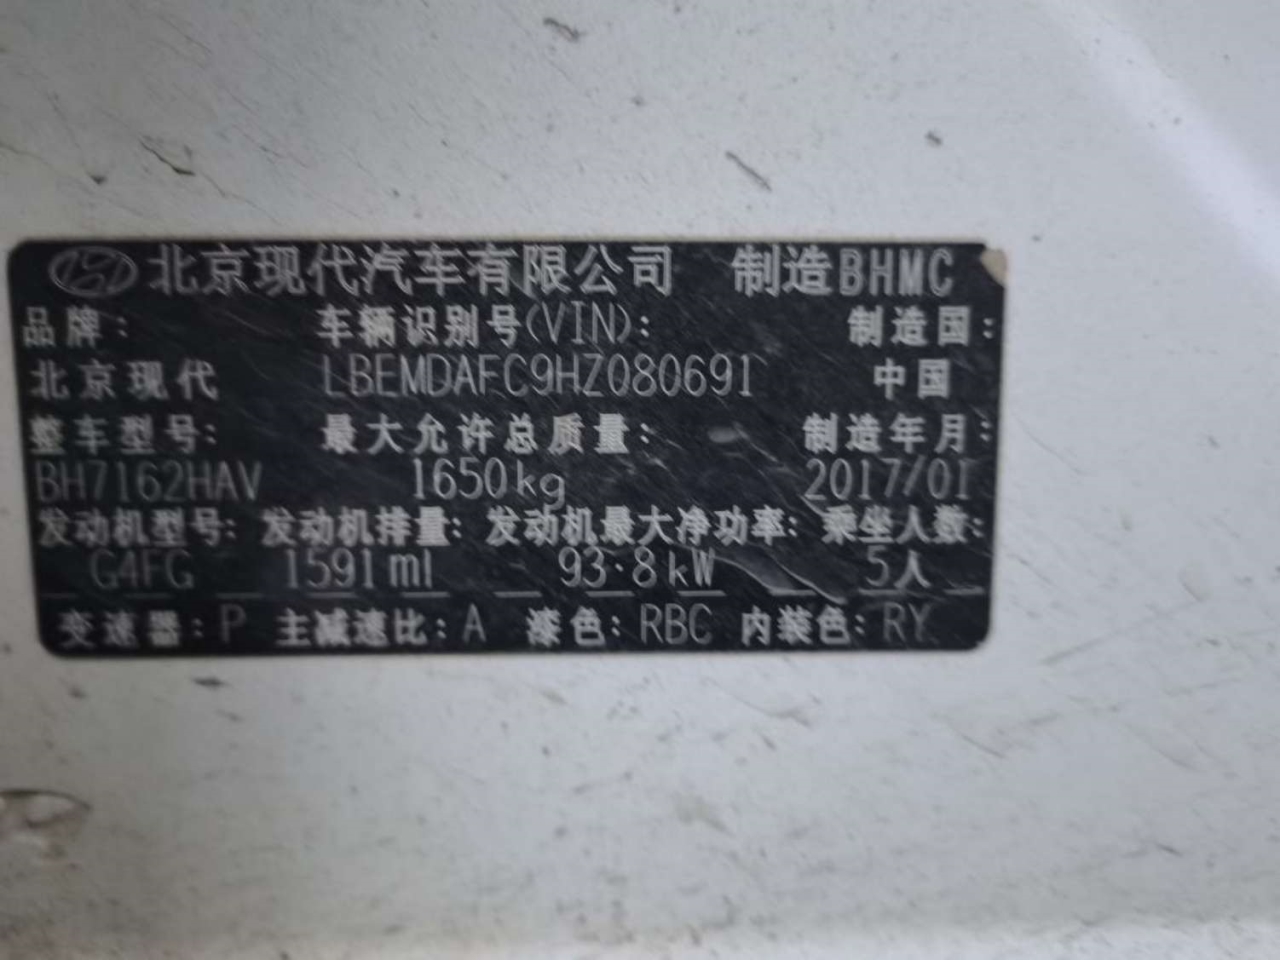 北京现代汽车有限公司 制造BHMC
品牌: 车辆识别号(VIN): 制造国:
北京现代 LBEMDAFC9HZ080691 中国
整车型号: 最大允许总质量: 制造年月:
BH7162HAV 1650kg 2017/01
发动机型号: 发动机排量: 发动机最大净功率: 乘坐人数:
G4FG 1591ml 93.8kW 5人
变速器: P 主减速比: A 漆色: RBC 内装色: RY